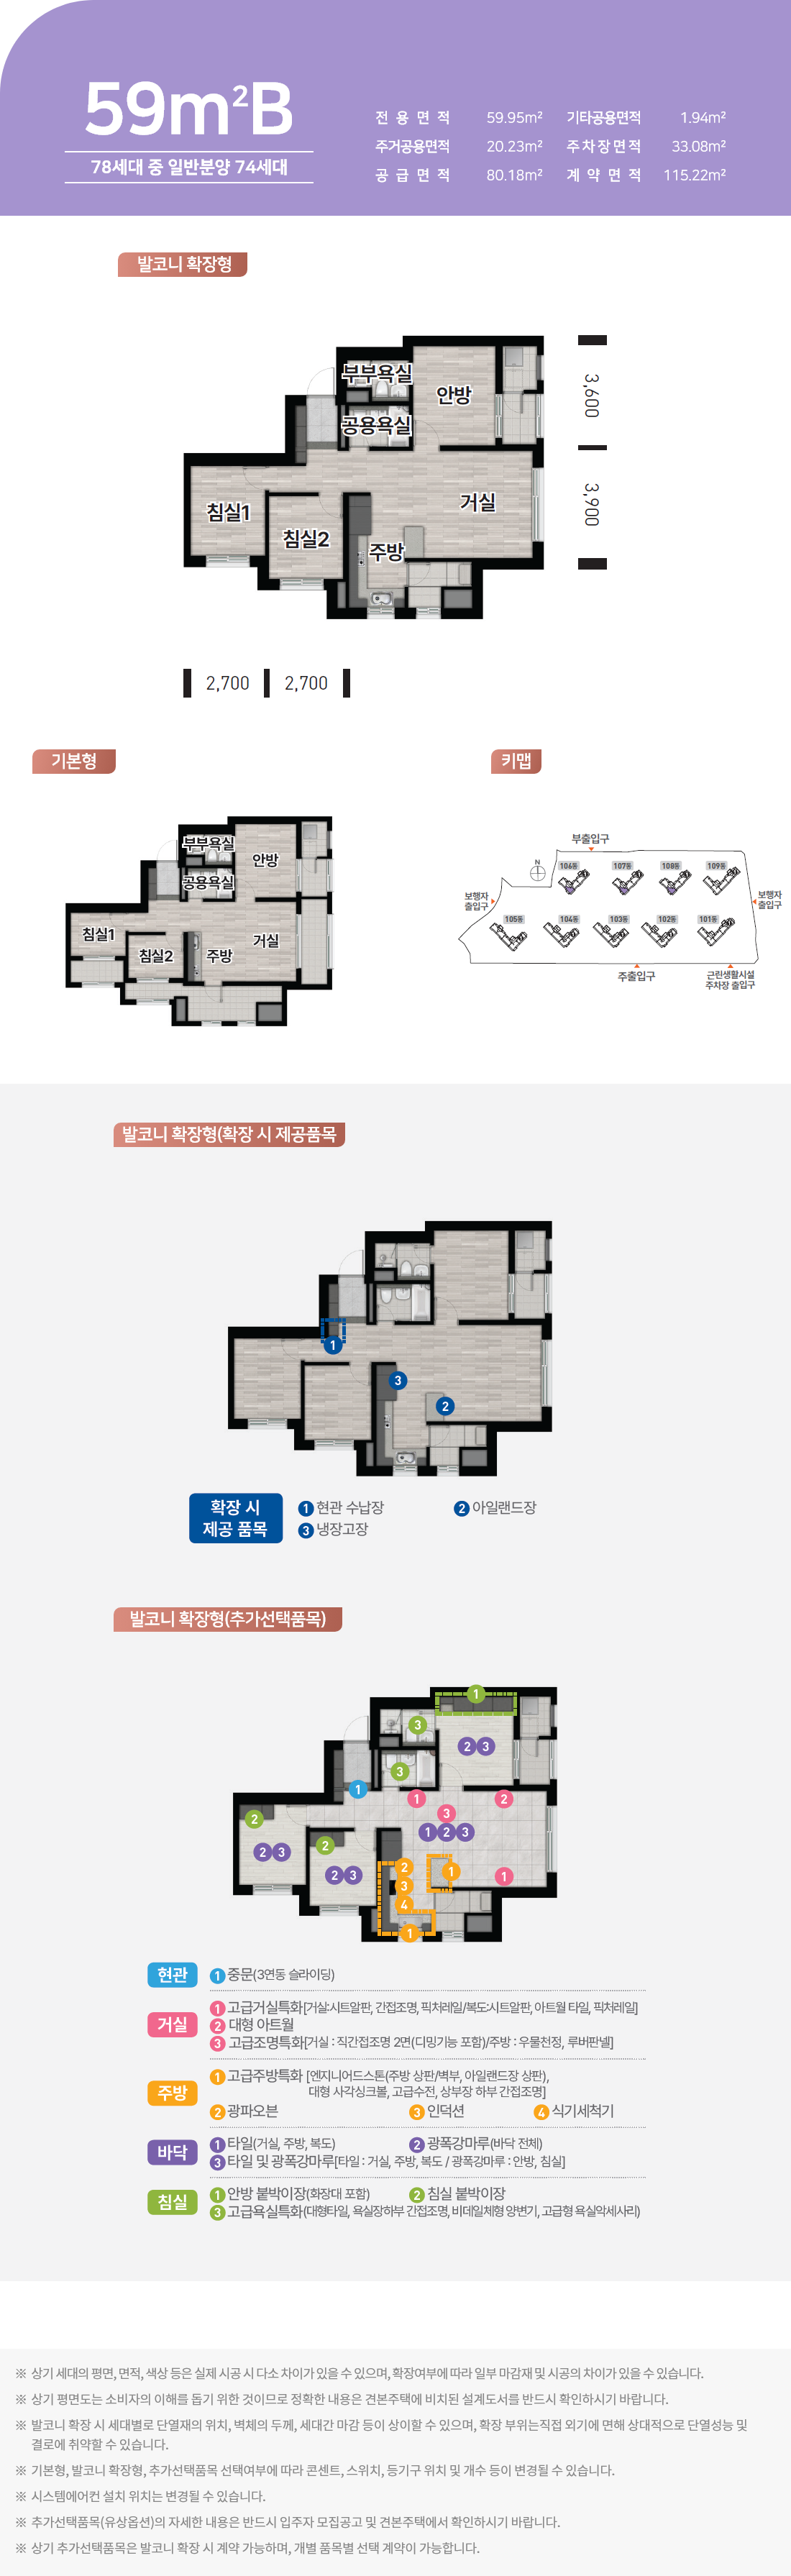 59m²B
78세대 중 일반분양 74세대
전용면적 59.95m² 기타공용면적 1.94m²
주거공용면적 20.23m² 주차장면적 33.08m²
공급면적 80.18m² 계약면적 115.22m²
발코니 확장형
부부욕실
안방
공용욕실
거실
침실1
침실2
주방
3,600
3,900
2,700 2,700
기본형
부부욕실
안방
공용욕실
침실1
거실
침실2
주방
키맵
부출입구
N
106동 107동 108동 109동
보행자
출입구
보행자
출입구
105동 104동 103동 102동 101동
주출입구
근린생활시설
주차장 출입구
발코니 확장형(확장 시 제공품목
1
3
2
확장 시
제공 품목
1 현관 수납장 2 아일랜드장
3 냉장고장
발코니 확장형(추가선택품목)
1
3
2 3
3
1
1 2
3
2
1 2 3
2
2 3
2 3
2
1
3
1
4
1
현관
1 중문(3연동 슬라이딩)
거실
1 고급거실특화[거실:시트알판, 간접조명, 픽처레일/복도:시트알판, 아트월 타일, 픽처레일]
2 대형 아트월
3 고급조명특화[거실 : 직간접조명 2면(디밍기능 포함)/주방 : 우물천정, 루버판넬]
주방
1 고급주방특화 [엔지니어드스톤(주방 상판/벽부, 아일랜드장 상판),
대형 사각싱크볼, 고급수전, 상부장 하부 간접조명]
2 광파오븐 3 인덕션 4 식기세척기
바닥
1 타일(거실, 주방, 복도) 2 광폭강마루(바닥 전체)
3 타일 및 광폭강마루[타일 : 거실, 주방, 복도 / 광폭강마루 : 안방, 침실]
침실
1 안방 붙박이장(화장대 포함) 2 침실 붙박이장
3 고급욕실특화(대형타일, 욕실장하부 간접조명, 비데일체형 양변기, 고급형 욕실악세사리)
※ 상기 세대의 평면, 면적, 색상 등은 실제 시공 시 다소 차이가 있을 수 있으며, 확장여부에 따라 일부 마감재 및 시공의 차이가 있을 수 있습니다.
※ 상기 평면도는 소비자의 이해를 돕기 위한 것이므로 정확한 내용은 견본주택에 비치된 설계도서를 반드시 확인하시기 바랍니다.
※ 발코니 확장 시 세대별로 단열재의 위치, 벽체의 두께, 세대간 마감 등이 상이할 수 있으며, 확장 부위는직접 외기에 면해 상대적으로 단열성능 및
결로에 취약할 수 있습니다.
※ 기본형, 발코니 확장형, 추가선택품목 선택여부에 따라 콘센트, 스위치, 등기구 위치 및 개수 등이 변경될 수 있습니다.
※ 시스템에어컨 설치 위치는 변경될 수 있습니다.
※ 추가선택품목(유상옵션)의 자세한 내용은 반드시 입주자 모집공고 및 견본주택에서 확인하시기 바랍니다.
※ 상기 추가선택품목은 발코니 확장 시 계약 가능하며, 개별 품목별 선택 계약이 가능합니다.